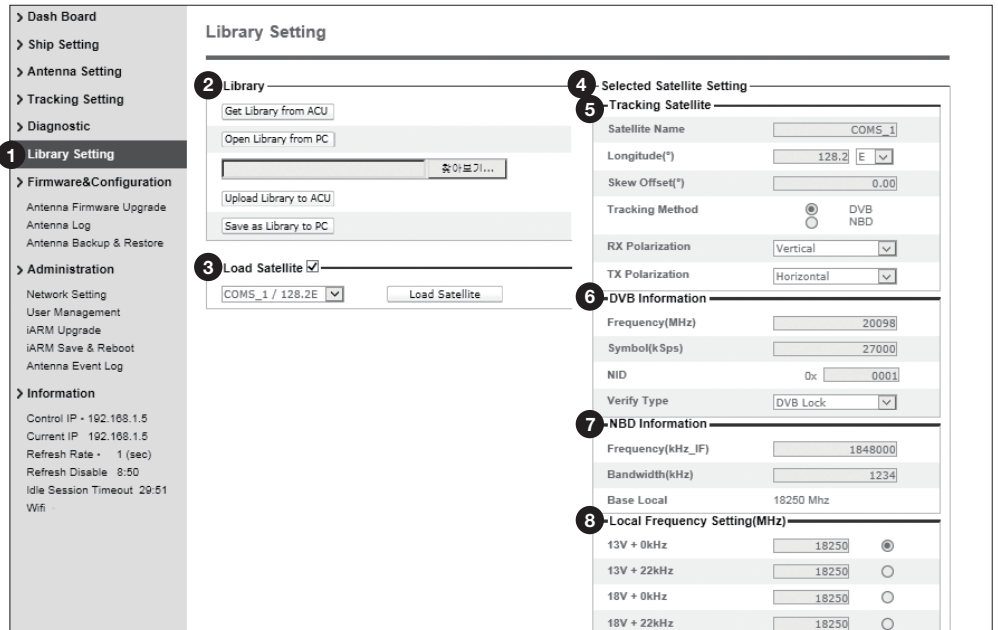 > Dash Board
> Ship Setting
> Antenna Setting
> Tracking Setting
> Diagnostic
1 Library Setting
> Firmware&Configuration
Antenna Firmware Upgrade
Antenna Log
Antenna Backup & Restore
> Administration
Network Setting
User Management
iARM Upgrade
iARM Save & Reboot
Antenna Event Log
> Information
Control IP - 192.168.1.5
Current IP 192.168.1.5
Refresh Rate - 1 (sec)
Refresh Disable 8:50
Idle Session Timeout 29:51
Wifi -
Library Setting
2 Library
Get Library from ACU
Open Library from PC
찾아보기...
Upload Library to ACU
Save as Library to PC
3 Load Satellite
COMS_1 / 128.2E Load Satellite
4 Selected Satellite Setting
5 Tracking Satellite
Satellite Name COMS_1
Longitude(°) 128.2 E
Skew Offset(°) 0.00
Tracking Method DVB
NBD
RX Polarization Vertical
TX Polarization Horizontal
6 DVB Information
Frequency(MHz) 20098
Symbol(kSps) 27000
NID 0x 0001
Verify Type DVB Lock
7 NBD Information
Frequency(kHz_IF) 1848000
Bandwidth(kHz) 1234
Base Local 18250 Mhz
8 Local Frequency Setting(MHz)
13V + 0kHz 18250
13V + 22kHz 18250
18V + 0kHz 18250
18V + 22kHz 18250